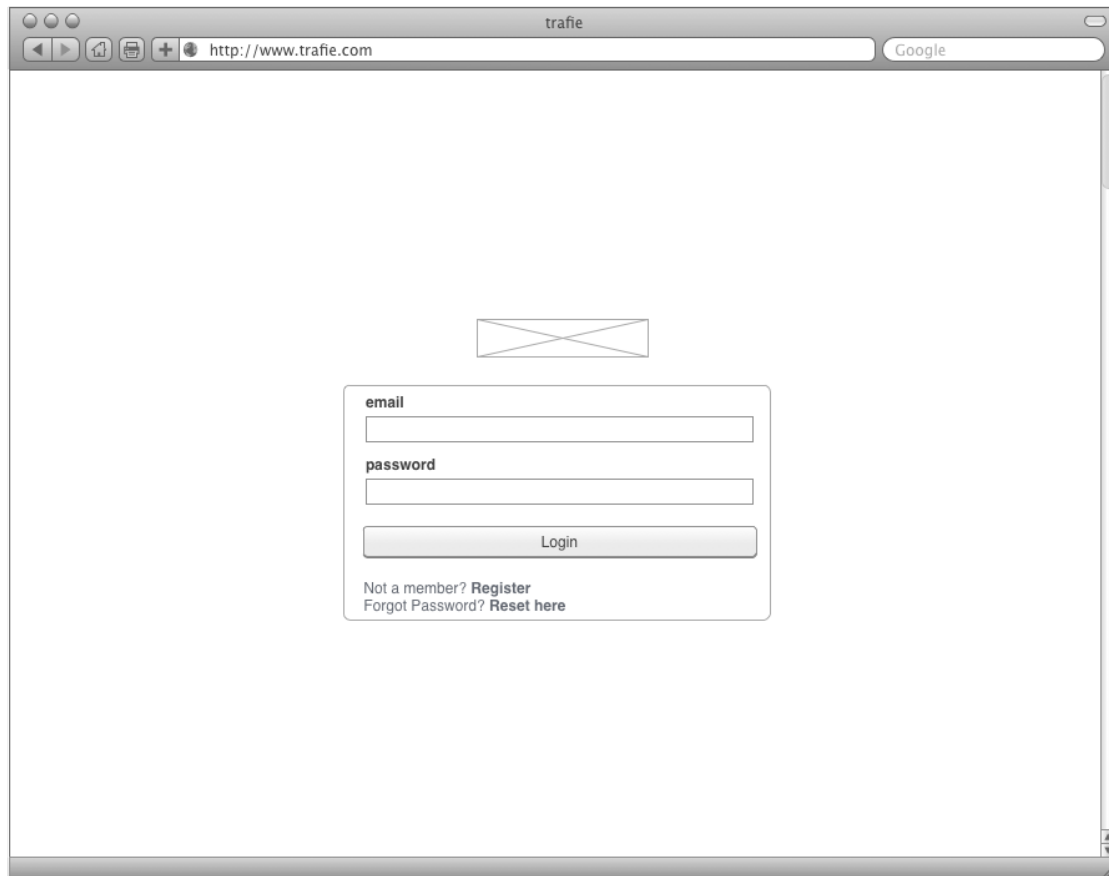 trafie
http://www.trafie.com
Google
email
password
Login
Not a member? Register
Forgot Password? Reset here